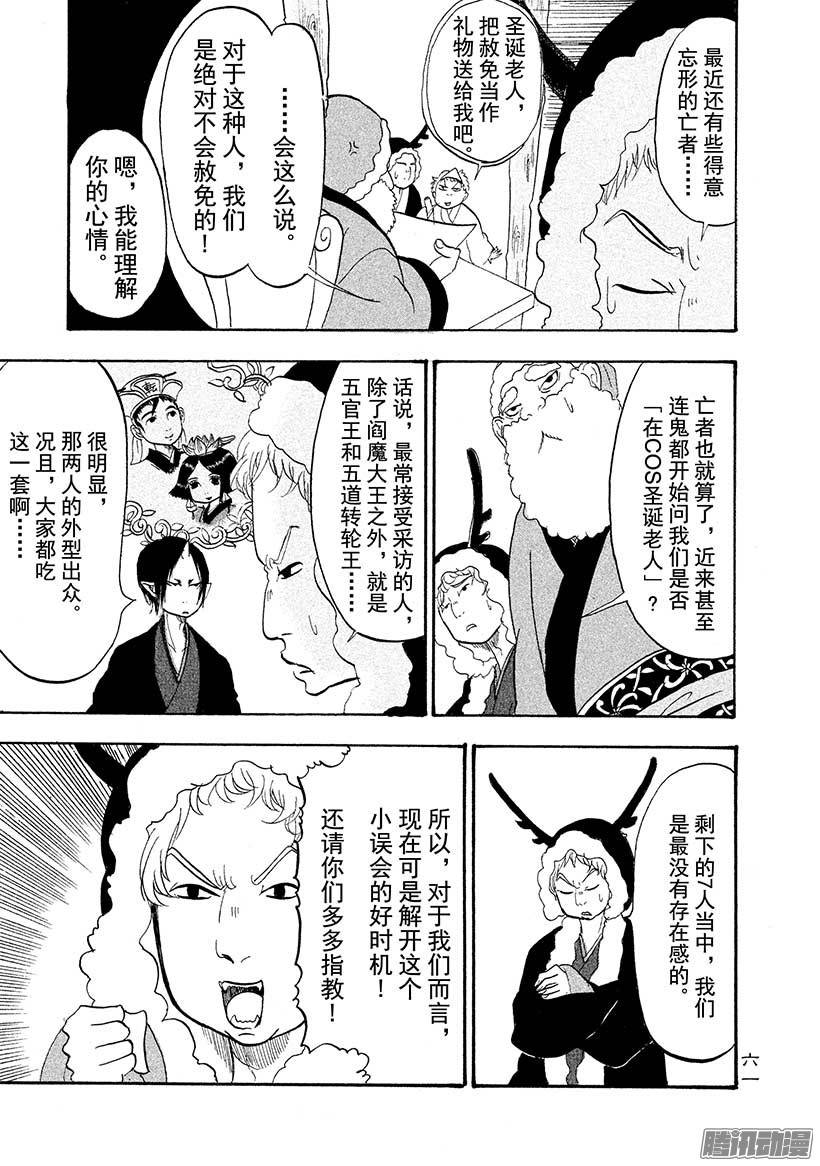 最近还有些得意
忘形的亡者……
圣诞老人，
把赦免当作
礼物送给我吧。
……会这么说。
对于这种人，我们
是绝对不会赦免的！
嗯，我能理解
你的心情。
亡者也就算了，近来甚至
连鬼都开始问我们是否
「在COS圣诞老人」?
话说，最常接受采访的人，
除了阎魔大王之外，就是
五官王和五道转轮王……
很明显，
那两人的外型出众。
况且，大家都吃
这一套啊……
剩下的7人当中，我们
是最没有存在感的。
所以，对于我们而言，
现在可是解开这个
小误会的好时机！
还请你们多多指教！
六一
腾讯动漫